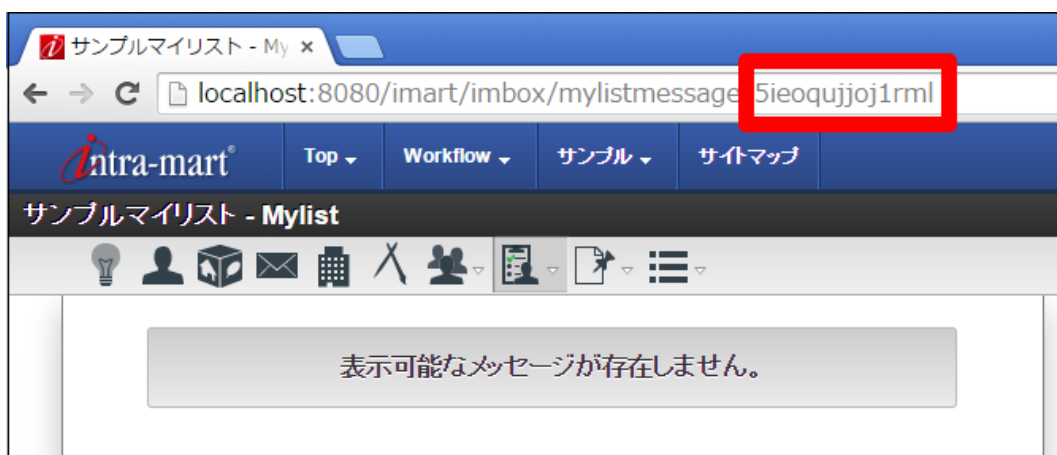 サンプルマイリスト - My ×
localhost:8080/imart/imbox/mylistmessage 5ieoqujjoj1rml
intra-mart® Top Workflow サンプル サイトマップ
サンプルマイリスト - Mylist
表示可能なメッセージが存在しません。